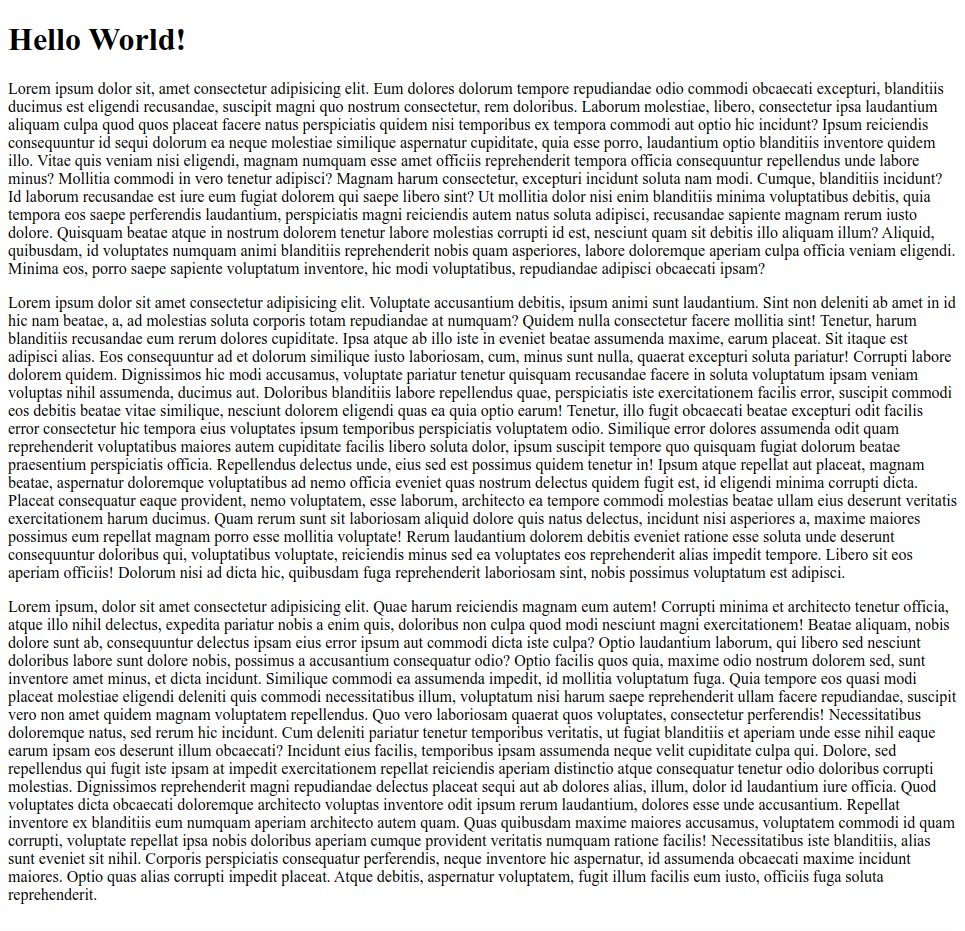 Hello World!
Lorem ipsum dolor sit, amet consectetur adipisicing elit. Eum dolores dolorum tempore repudiandae odio commodi obcaecati excepturi, blanditiis
ducimus est eligendi recusandae, suscipit magni quo nostrum consectetur, rem doloribus. Laborum molestiae, libero, consectetur ipsa laudantium
aliquam culpa quod quos placeat facere natus perspiciatis quidem nisi temporibus ex tempora commodi aut optio hic incidunt? Ipsum reiciendis
consequuntur id sequi dolorum ea neque molestiae similique aspernatur cupiditate, quia esse porro, laudantium optio blanditiis inventore quidem
illo. Vitae quis veniam nisi eligendi, magnam numquam esse amet officiis reprehenderit tempora officia consequuntur repellendus unde labore
minus? Mollitia commodi in vero tenetur adipisci? Magnam harum consectetur, excepturi incidunt soluta nam modi. Cumque, blanditiis incidunt?
Id laborum recusandae est iure eum fugiat dolorem qui saepe libero sint? Ut mollitia dolor nisi enim blanditiis minima voluptatibus debitis, quia
tempora eos saepe perferendis laudantium, perspiciatis magni reiciendis autem natus soluta adipisci, recusandae sapiente magnam rerum iusto
dolore. Quisquam beatae atque in nostrum dolorem tenetur labore molestias corrupti id est, nesciunt quam sit debitis illo aliquam illum? Aliquid,
quibusdam, id voluptates numquam animi blanditiis reprehenderit nobis quam asperiores, labore doloremque aperiam culpa officia veniam eligendi.
Minima eos, porro saepe sapiente voluptatum inventore, hic modi voluptatibus, repudiandae adipisci obcaecati ipsam?
Lorem ipsum dolor sit amet consectetur adipisicing elit. Voluptate accusantium debitis, ipsum animi sunt laudantium. Sint non deleniti ab amet in id
hic nam beatae, a, ad molestias soluta corporis totam repudiandae at numquam? Quidem nulla consectetur facere mollitia sint! Tenetur, harum
blanditiis recusandae eum rerum dolores cupiditate. Ipsa atque ab illo iste in eveniet beatae assumenda maxime, earum placeat. Sit itaque est
adipisci alias. Eos consequuntur ad et dolorum similique iusto laboriosam, cum, minus sunt nulla, quaerat excepturi soluta pariatur! Corrupti labore
dolorem quidem. Dignissimos hic modi accusamus, voluptate pariatur tenetur quisquam recusandae facere in soluta voluptatum ipsam veniam
voluptas nihil assumenda, ducimus aut. Doloribus blanditiis labore repellendus quae, perspiciatis iste exercitationem facilis error, suscipit commodi
eos debitis beatae vitae similique, nesciunt dolorem eligendi quas ea quia optio earum! Tenetur, illo fugit obcaecati beatae excepturi odit facilis
error consectetur hic tempora eius voluptates ipsum temporibus perspiciatis voluptatem odio. Similique error dolores assumenda odit quam
reprehenderit voluptatibus maiores autem cupiditate facilis libero soluta dolor, ipsum suscipit tempore quo quisquam fugiat dolorum beatae
praesentium perspiciatis officia. Repellendus delectus unde, eius sed est possimus quidem tenetur in! Ipsum atque repellat aut placeat, magnam
beatae, aspernatur doloremque voluptatibus ad nemo officia eveniet quas nostrum delectus quidem fugit est, id eligendi minima corrupti dicta.
Placeat consequatur eaque provident, nemo voluptatem, esse laborum, architecto ea tempore commodi molestias beatae ullam eius deserunt veritatis
exercitationem harum ducimus. Quam rerum sunt sit laboriosam aliquid dolore quis natus delectus, incidunt nisi asperiores a, maxime maiores
possimus eum repellat magnam porro esse mollitia voluptate! Rerum laudantium dolorem debitis eveniet ratione esse soluta unde deserunt
consequuntur doloribus qui, voluptatibus voluptate, reiciendis minus sed ea voluptates eos reprehenderit alias impedit tempore. Libero sit eos
aperiam officiis! Dolorum nisi ad dicta hic, quibusdam fuga reprehenderit laboriosam sint, nobis possimus voluptatum est adipisci.
Lorem ipsum, dolor sit amet consectetur adipisicing elit. Quae harum reiciendis magnam eum autem! Corrupti minima et architecto tenetur officia,
atque illo nihil delectus, expedita pariatur nobis a enim quis, doloribus non culpa quod modi nesciunt magni exercitationem! Beatae aliquam, nobis
dolore sunt ab, consequuntur delectus ipsam eius error ipsum aut commodi dicta iste culpa? Optio laudantium laborum, qui libero sed nesciunt
doloribus labore sunt dolore nobis, possimus a accusantium consequatur odio? Optio facilis quos quia, maxime odio nostrum dolorem sed, sunt
inventore amet minus, et dicta incidunt. Similique commodi ea assumenda impedit, id mollitia voluptatum fuga. Quia tempore eos quasi modi
placeat molestiae eligendi deleniti quis commodi necessitatibus illum, voluptatum nisi harum saepe reprehenderit ullam facere repudiandae, suscipit
vero non amet quidem magnam voluptatem repellendus. Quo vero laboriosam quaerat quos voluptates, consectetur perferendis! Necessitatibus
doloremque natus, sed rerum hic incidunt. Cum deleniti pariatur tenetur temporibus veritatis, ut fugiat blanditiis et aperiam unde esse nihil eaque
earum ipsam eos deserunt illum obcaecati? Incidunt eius facilis, temporibus ipsam assumenda neque velit cupiditate culpa qui. Dolore, sed
repellendus qui fugit iste ipsam at impedit exercitationem repellat reiciendis aperiam distinctio atque consequatur tenetur odio doloribus corrupti
molestias. Dignissimos reprehenderit magni repudiandae delectus placeat sequi aut ab dolores alias, illum, dolor id laudantium iure officia. Quod
voluptates dicta obcaecati doloremque architecto voluptas inventore odit ipsum rerum laudantium, dolores esse unde accusantium. Repellat
inventore ex blanditiis eum numquam aperiam architecto autem quam. Quas quibusdam maxime maiores accusamus, voluptatem commodi id quam
corrupti, voluptate repellat ipsa nobis doloribus aperiam cumque provident veritatis numquam ratione facilis! Necessitatibus iste blanditiis, alias
sunt eveniet sit nihil. Corporis perspiciatis consequatur perferendis, neque inventore hic aspernatur, id assumenda obcaecati maxime incidunt
maiores. Optio quas alias corrupti impedit placeat. Atque debitis, aspernatur voluptatem, fugit illum facilis eum iusto, officiis fuga soluta
reprehenderit.